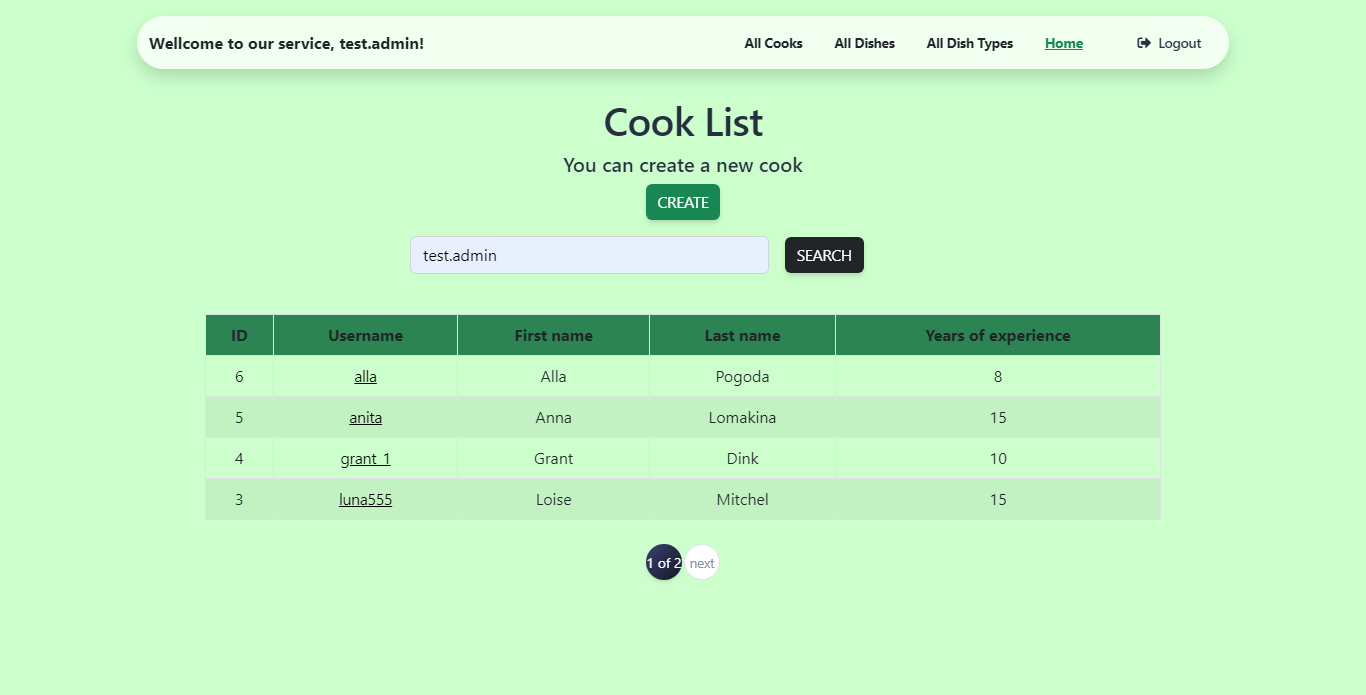 Wellcome to our service, test.admin! All Cooks All Dishes All Dish Types Home Logout
Cook List
You can create a new cook
CREATE
test.admin SEARCH
ID Username First name Last name Years of experience
6 alla Alla Pogoda 8
5 anita Anna Lomakina 15
4 grant_1 Grant Dink 10
3 luna555 Loise Mitchel 15
1 of 2 next